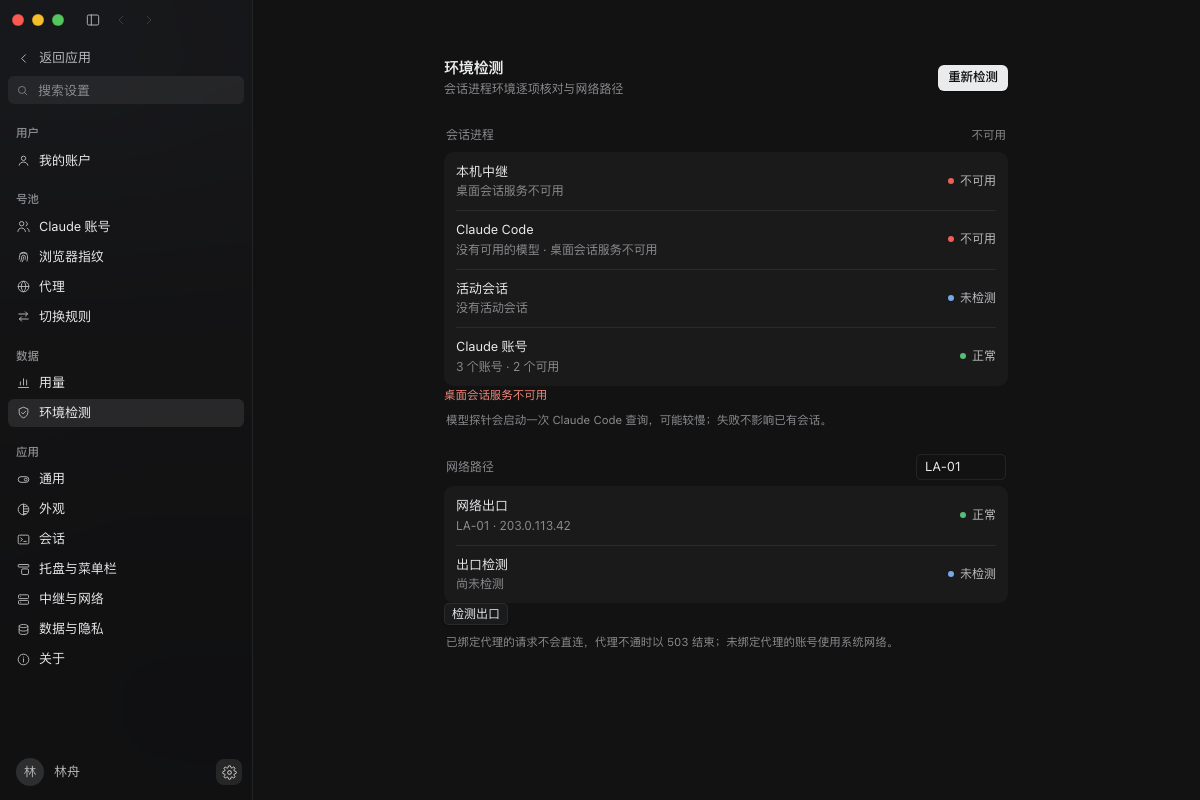 返回应用
搜索设置
用户
我的账户
号池
Claude 账号
浏览器指纹
代理
切换规则
数据
用量
环境检测
应用
通用
外观
会话
托盘与菜单栏
中继与网络
数据与隐私
关于
林 林舟
环境检测
会话进程环境逐项核对与网络路径
重新检测
会话进程 不可用
本机中继
桌面会话服务不可用
不可用
Claude Code
没有可用的模型 · 桌面会话服务不可用
不可用
活动会话
没有活动会话
未检测
Claude 账号
3 个账号 · 2 个可用
正常
桌面会话服务不可用
模型探针会启动一次 Claude Code 查询，可能较慢；失败不影响已有会话。
网络路径 LA-01
网络出口
LA-01 · 203.0.113.42
正常
出口检测
尚未检测
未检测
检测出口
已绑定代理的请求不会直连，代理不通时以 503 结束；未绑定代理的账号使用系统网络。